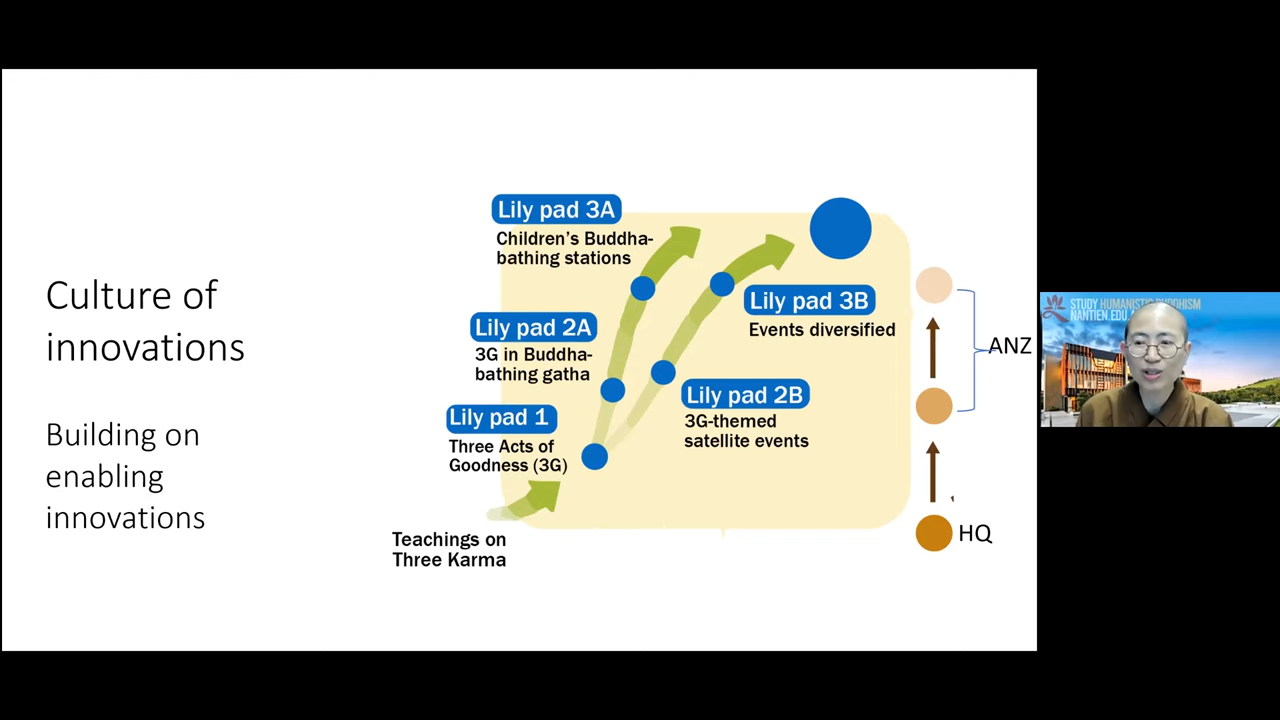 Culture of
innovations
Building on
enabling
innovations
Lily pad 3A
Children's Buddha-
bathing stations
Lily pad 3B
Events diversified
Lily pad 2A
3G in Buddha-
bathing gatha
Lily pad 2B
3G-themed
satellite events
Lily pad 1
Three Acts of
Goodness (3G)
Teachings on
Three Karma
ANZ
HQ
STUDY HUMANISTIC BUDDHISM
NANTIEN.EDU.